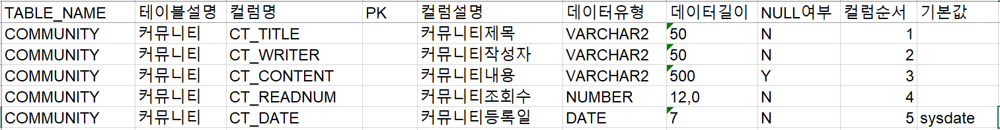 TABLE_NAME 테이블설명 컬럼명 PK 컬럼설명 데이터유형 데이터길이 NULL여부 컬럼순서 기본값
COMMUNITY 커뮤니티 CT_TITLE 커뮤니티제목 VARCHAR2 50 N 1
COMMUNITY 커뮤니티 CT_WRITER 커뮤니티작성자 VARCHAR2 50 N 2
COMMUNITY 커뮤니티 CT_CONTENT 커뮤니티내용 VARCHAR2 500 Y 3
COMMUNITY 커뮤니티 CT_READNUM 커뮤니티조회수 NUMBER 12,0 N 4
COMMUNITY 커뮤니티 CT_DATE 커뮤니티등록일 DATE 7 N 5 sysdate